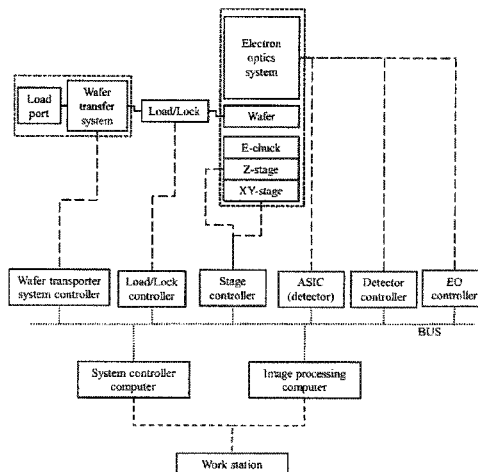 Electron
optics
system
Load
port
Wafer
transfer
system
Load/Lock
Wafer
E-chuck
Z-stage
XY-stage
Wafer transporter
system controller
Load/Lock
controller
Stage
controller
ASIC
(detector)
Detector
controller
EO
controller
BUS
System controller
computer
Image processing
computer
Work station